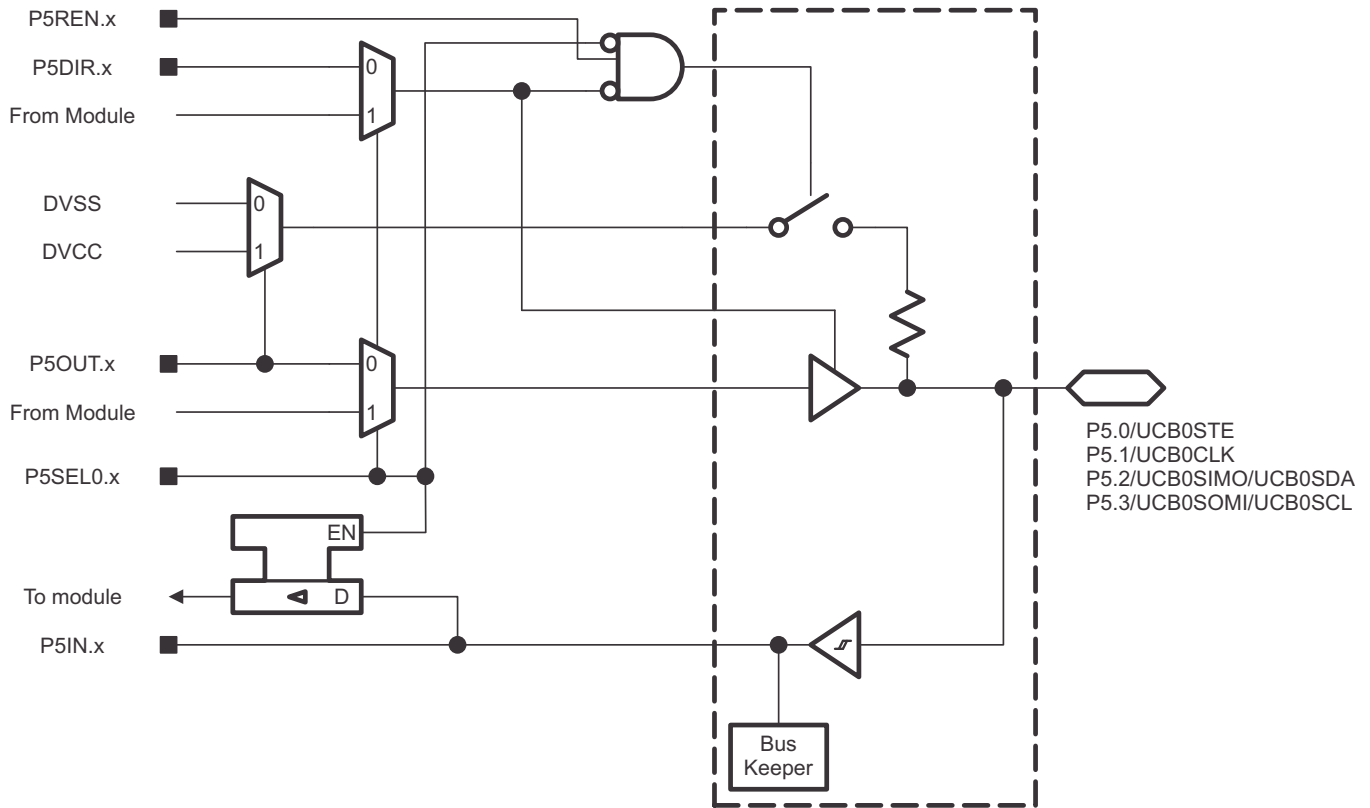 P5REN.x
P5DIR.x
0
From Module
1
DVSS
0
DVCC
1
P5OUT.x
0
From Module
1
P5.0/UCB0STE
P5.1/UCB0CLK
P5.2/UCB0SIMO/UCB0SDA
P5.3/UCB0SOMI/UCB0SCL
P5SEL0.x
EN
To module
D
P5IN.x
Bus
Keeper